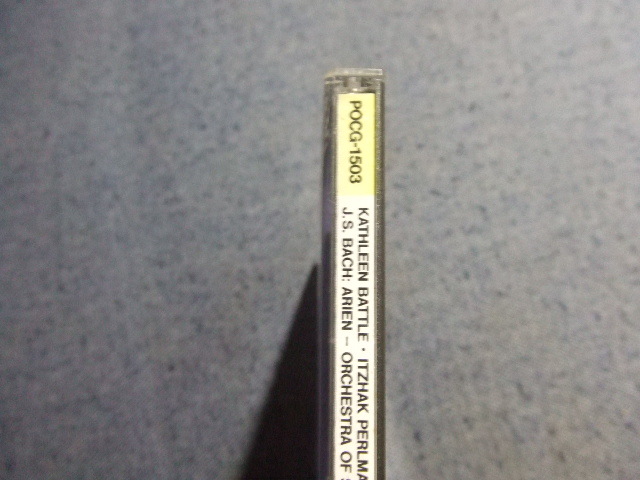 POCG-1503
KATHLEEN BATTLE · ITZHAK PERLMA
J.S. BACH: ARIEN – ORCHESTRA OF S